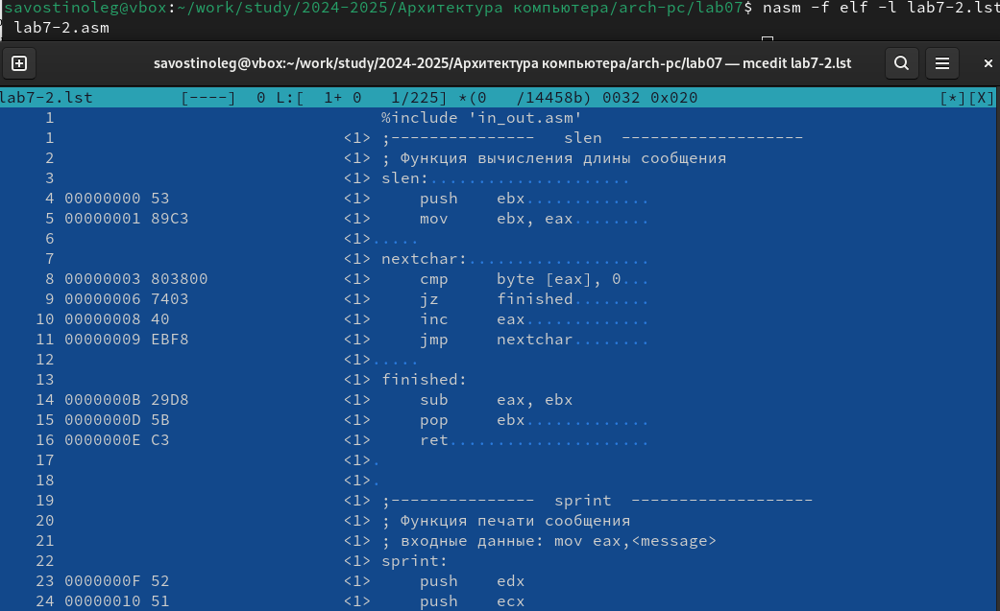 savostinoleg@vbox:~/work/study/2024-2025/Архитектура компьютера/arch-pc/lab07$ nasm -f elf -l lab7-2.lst
lab7-2.asm
savostinoleg@vbox:~/work/study/2024-2025/Архитектура компьютера/arch-pc/lab07 — mcedit lab7-2.lst
lab7-2.lst [----] 0 L:[ 1+ 0 1/225] *(0 /14458b) 0032 0x020 [*][X]
1 %include 'in_out.asm'
1 <1> ;--------------- slen -------------------
2 <1> ; Функция вычисления длины сообщения
3 <1> slen:.....................
4 00000000 53 <1> push ebx.............
5 00000001 89C3 <1> mov ebx, eax........
6 <1>.....
7 <1> nextchar:...................
8 00000003 803800 <1> cmp byte [eax], 0...
9 00000006 7403 <1> jz finished........
10 00000008 40 <1> inc eax.............
11 00000009 EBF8 <1> jmp nextchar........
12 <1>.....
13 <1> finished:
14 0000000B 29D8 <1> sub eax, ebx
15 0000000D 5B <1> pop ebx.............
16 0000000E C3 <1> ret.....................
17 <1>.
18 <1>.
19 <1> ;--------------- sprint -------------------
20 <1> ; Функция печати сообщения
21 <1> ; входные данные: mov eax,<message>
22 <1> sprint:
23 0000000F 52 <1> push edx
24 00000010 51 <1> push ecx